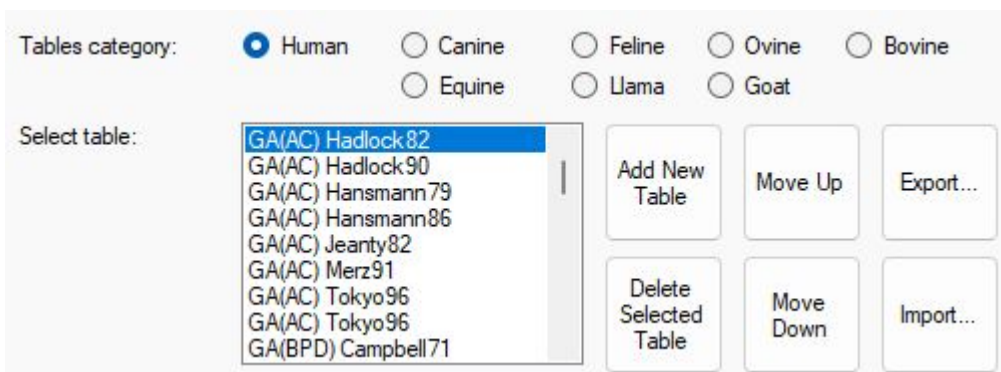 Tables category: Human Canine Feline Ovine Bovine
Equine Llama Goat
Select table:
GA(AC) Hadlock82
GA(AC) Hadlock90
GA(AC) Hansmann79
GA(AC) Hansmann86
GA(AC) Jeanty82
GA(AC) Merz91
GA(AC) Tokyo96
GA(AC) Tokyo96
GA(BPD) Campbell71
Add New
Table
Move Up
Export...
Delete
Selected
Table
Move
Down
Import...